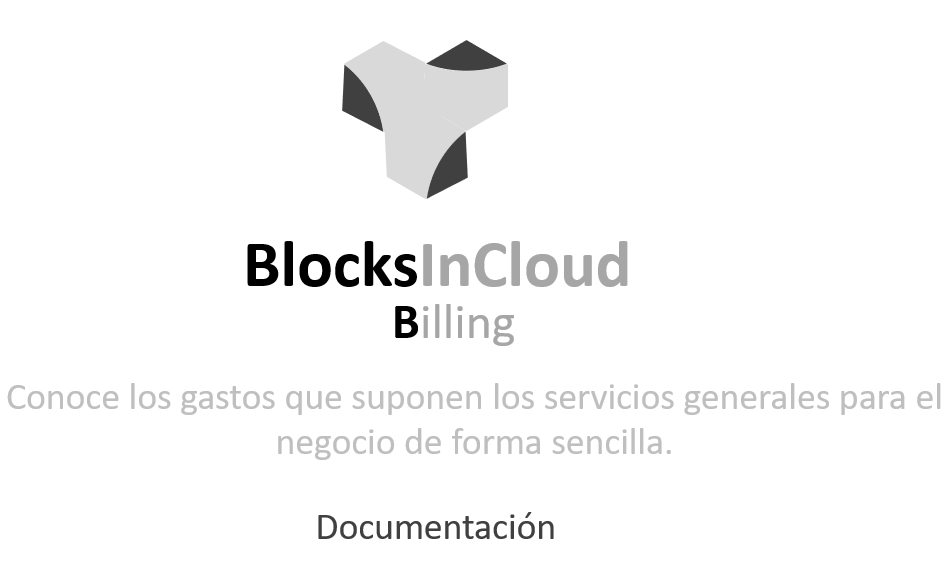 BlocksInCloud
Billing
Conoce los gastos que suponen los servicios generales para el
negocio de forma sencilla.
Documentación